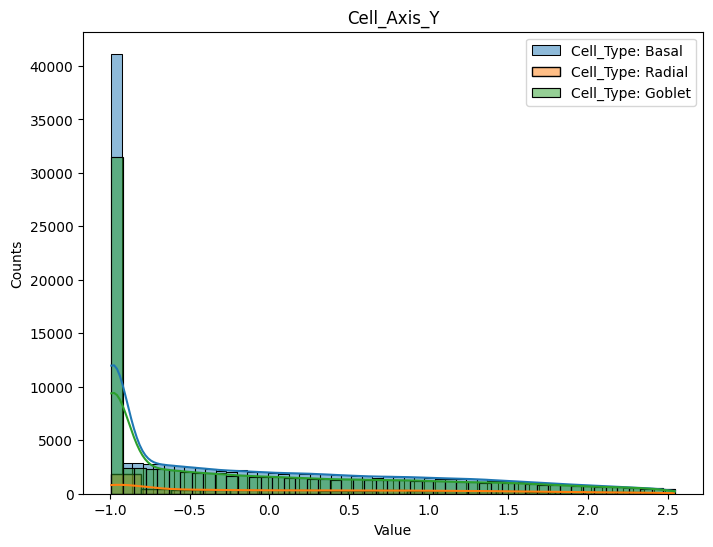 Cell_Axis_Y
Cell_Type: Basal
Cell_Type: Radial
Cell_Type: Goblet
40000
35000
30000
25000
20000
15000
10000
5000
0
Counts
−1.0 −0.5 0.0 0.5 1.0 1.5 2.0 2.5
Value